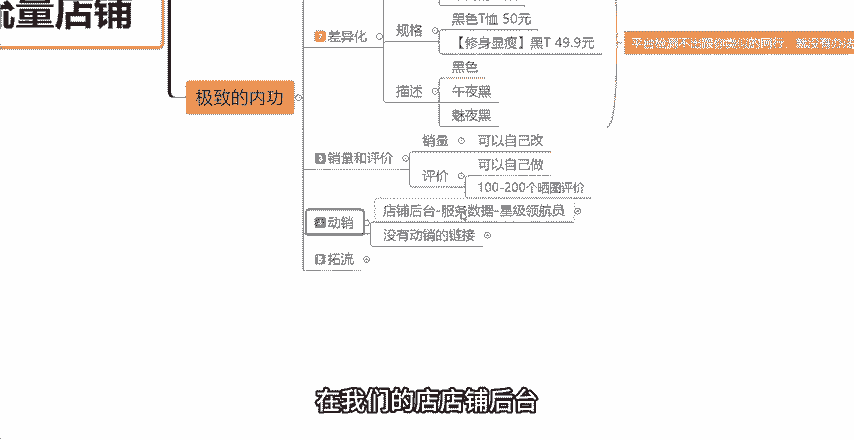 流量店铺
极致的内功
差异化
规格
黑色T恤 50元
【修身显瘦】黑T 49.9元
描述
黑色
午夜黑
魅夜黑
3 销量和评价
销量
可以自己改
评价
可以自己做
100-200个晒图评价
4 动销
店铺后台-服务数据-星级领航员
没有动销的链接
5 拓流
在我们的店店铺后台